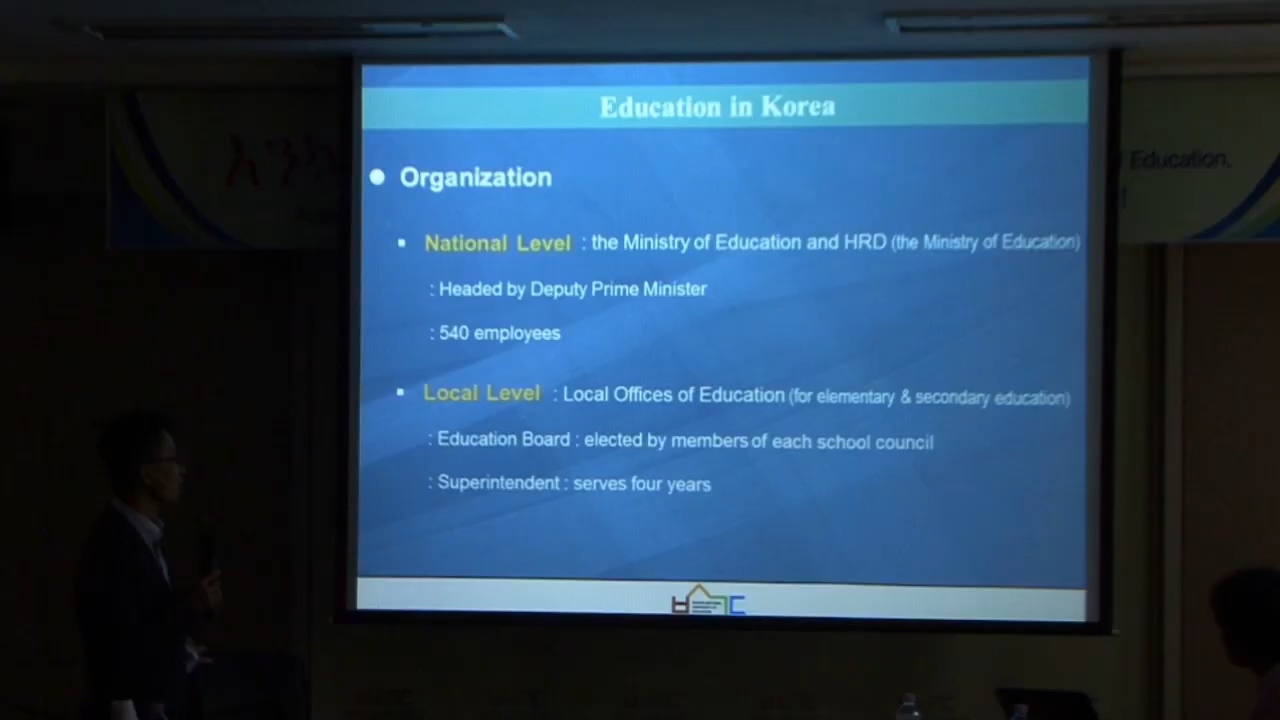 Education in Korea
Organization
National Level : the Ministry of Education and HRD (the Ministry of Education)
: Headed by Deputy Prime Minister
: 540 employees
Local Level : Local Offices of Education (for elementary & secondary education)
: Education Board : elected by members of each school council
: Superintendent : serves four years
Education,